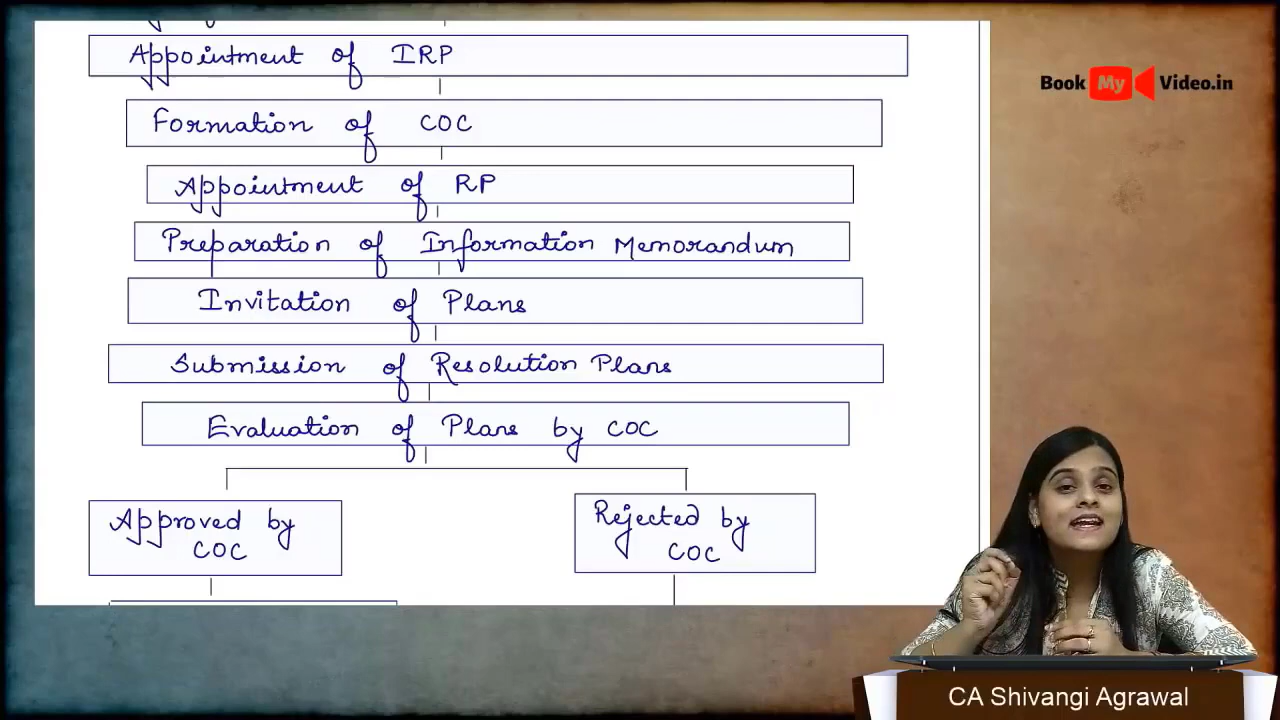 Appointment of IRP
Formation of COC
Appointment of RP
Preparation of Information Memorandum
Invitation of Plans
Submission of Resolution Plans
Evaluation of Plans by COC
Approved by
COC
Rejected by
COC
Book My Video.in
CA Shivangi Agrawal